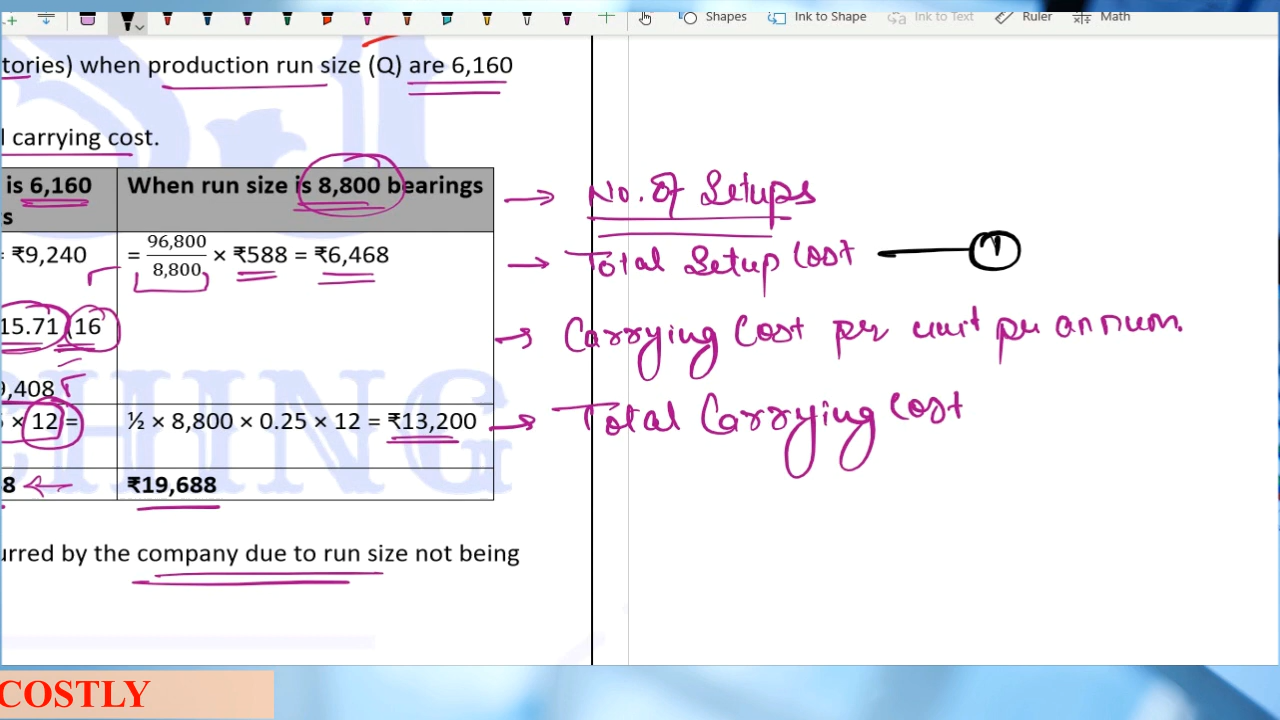 Shapes Ink to Shape Ink to Text Ruler Math
tories) when production run size (Q) are 6,160
l carrying cost.
is 6,160
s
When run size is 8,800 bearings
→ No. of Setups
= ₹9,240
= 96,800/8,800 × ₹588 = ₹6,468
→ Total Setup Cost — 1
15.71 (16
→ Carrying Cost per unit per annum.
9,408
× 12 =
½ × 8,800 × 0.25 × 12 = ₹13,200
→ Total Carrying Cost
8
₹19,688
urred by the company due to run size not being
COSTLY